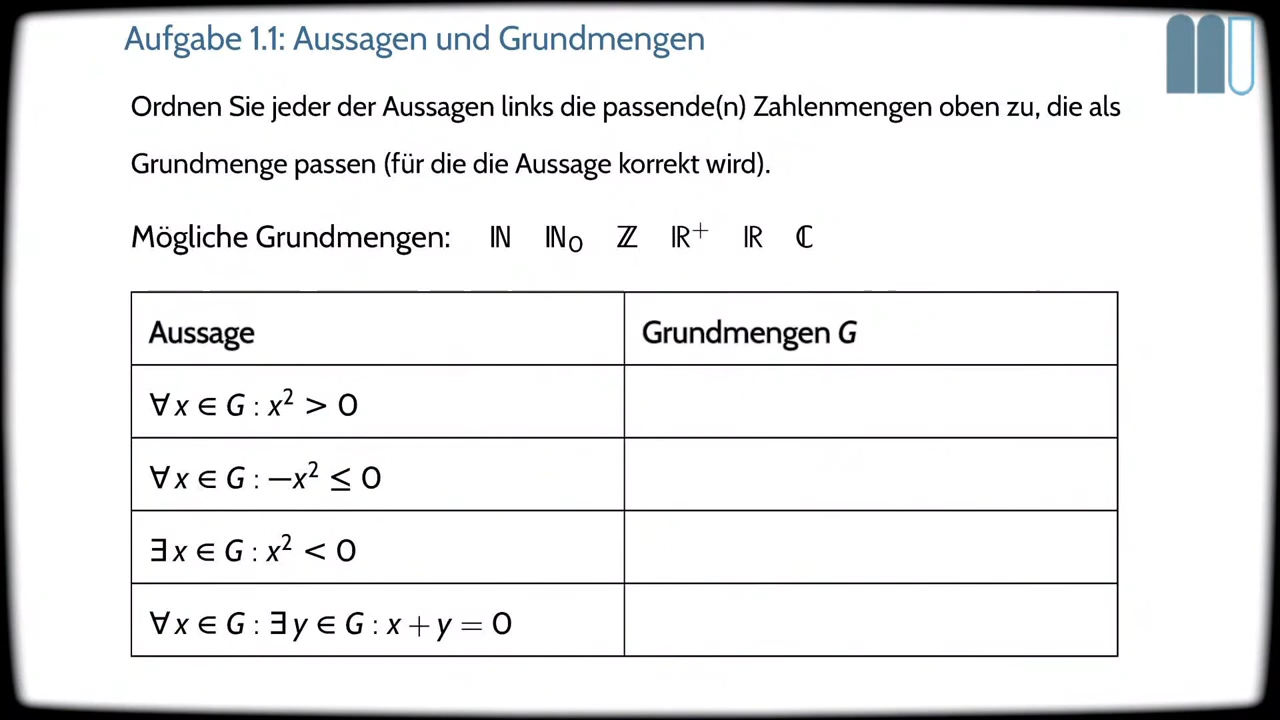 Aufgabe 1.1: Aussagen und Grundmengen
Ordnen Sie jeder der Aussagen links die passende(n) Zahlenmengen oben zu, die als
Grundmenge passen (für die die Aussage korrekt wird).
Mögliche Grundmengen: ℕ ℕ₀ ℤ ℝ⁺ ℝ ℂ
Aussage Grundmengen G
∀x ∈ G : x² > 0
∀x ∈ G : −x² ≤ 0
∃x ∈ G : x² < 0
∀x ∈ G : ∃y ∈ G : x + y = 0